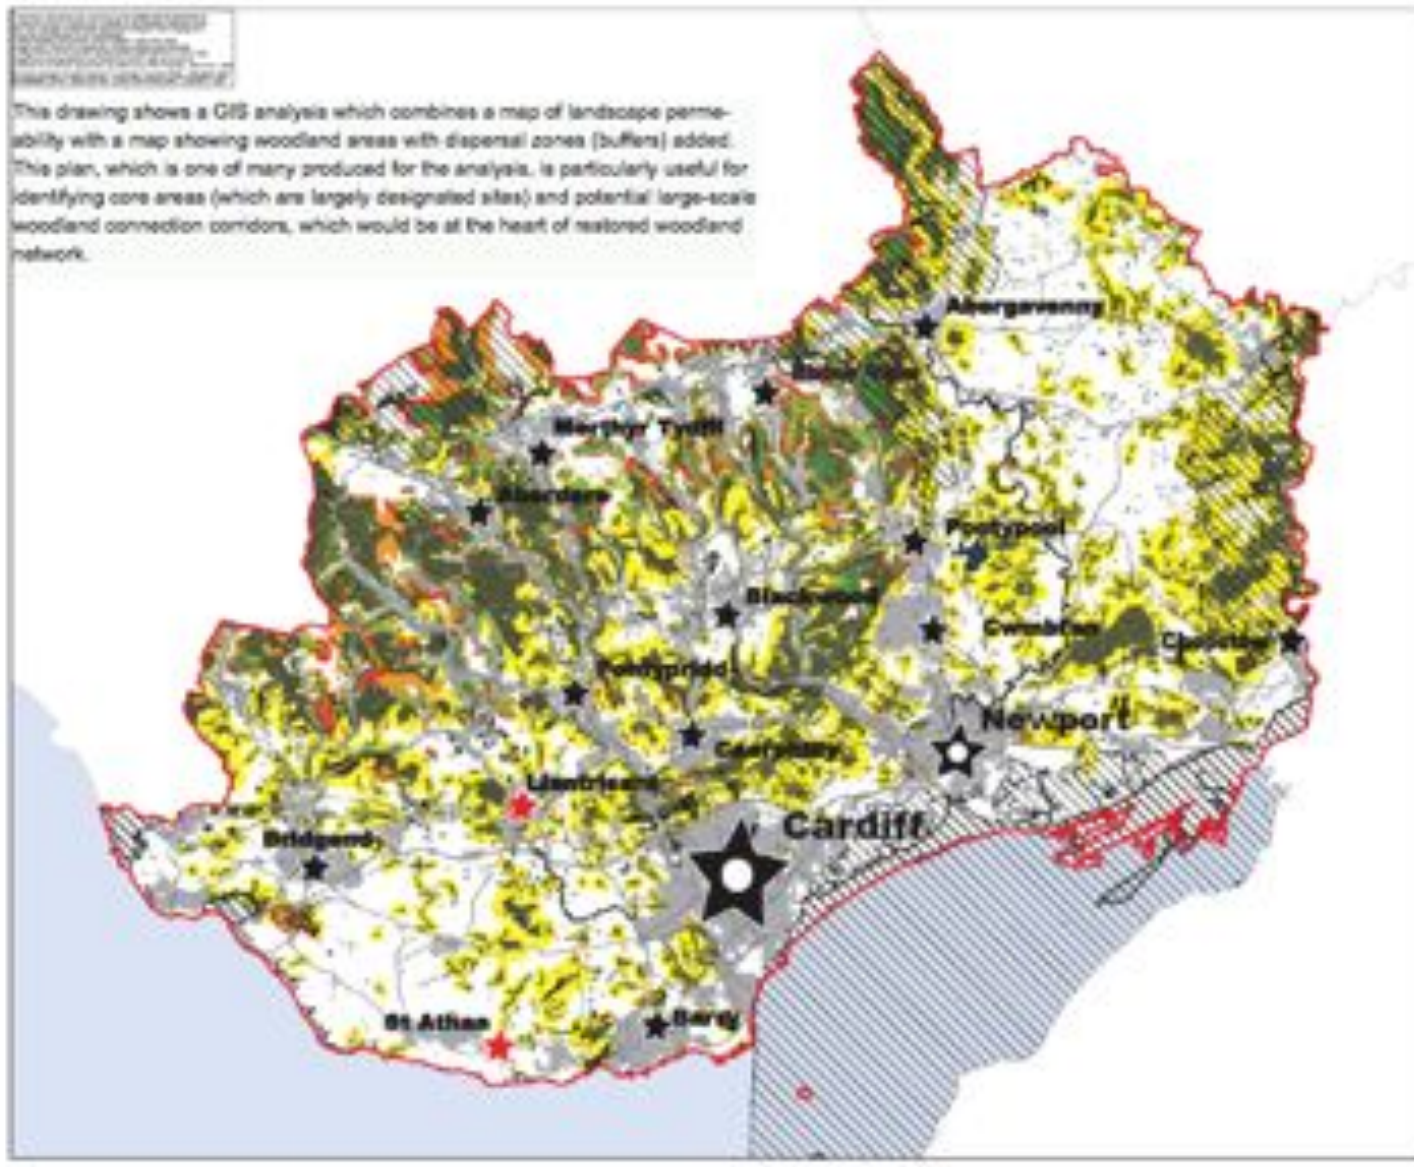 This drawing shows a GIS analysis which combines a map of landscape perme-
ability with a map showing woodland areas with dispersal zones (buffers) added.
This plan, which is one of many produced for the analysis, is particularly useful for
identifying core areas (which are largely designated sites) and potential large-scale
woodland connection corridors, which would be at the heart of restored woodland
network.
Abergavenny
Merthyr Tydfil
Aberdare
Pontypool
Blackwood
Cwmbran
Chepstow
Pontypridd
Newport
Caerphilly
Llantrisant
Cardiff
Bridgend
St Athan
Barry